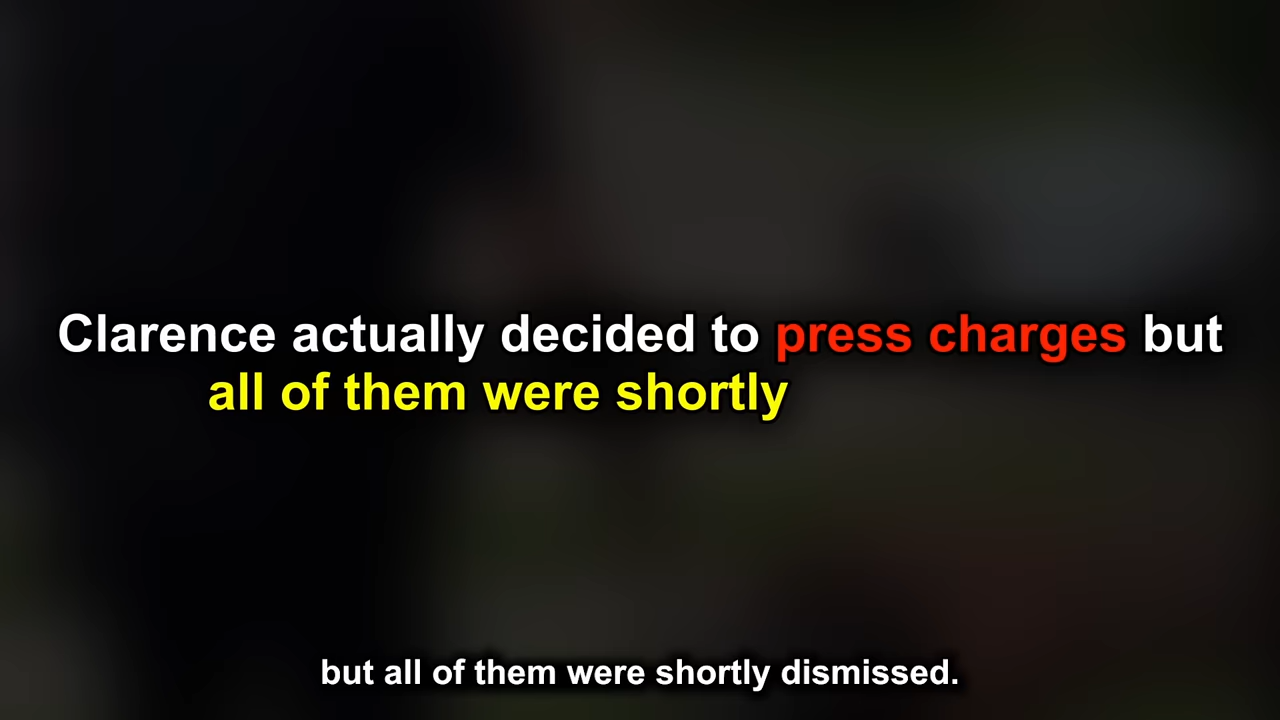 Clarence actually decided to press charges but
all of them were shortly
but all of them were shortly dismissed.